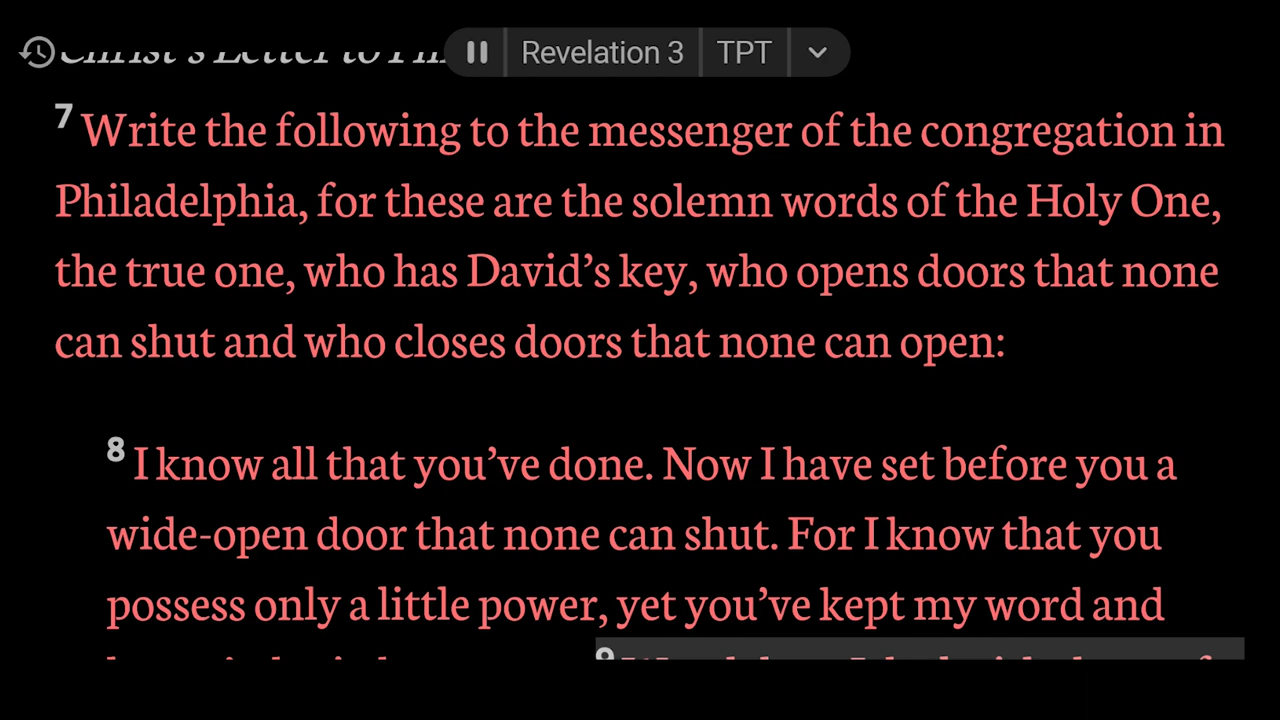 Christ's Letter to
Revelation 3 TPT
7 Write the following to the messenger of the congregation in
Philadelphia, for these are the solemn words of the Holy One,
the true one, who has David’s key, who opens doors that none
can shut and who closes doors that none can open:
8 I know all that you’ve done. Now I have set before you a
wide-open door that none can shut. For I know that you
possess only a little power, yet you’ve kept my word and
9